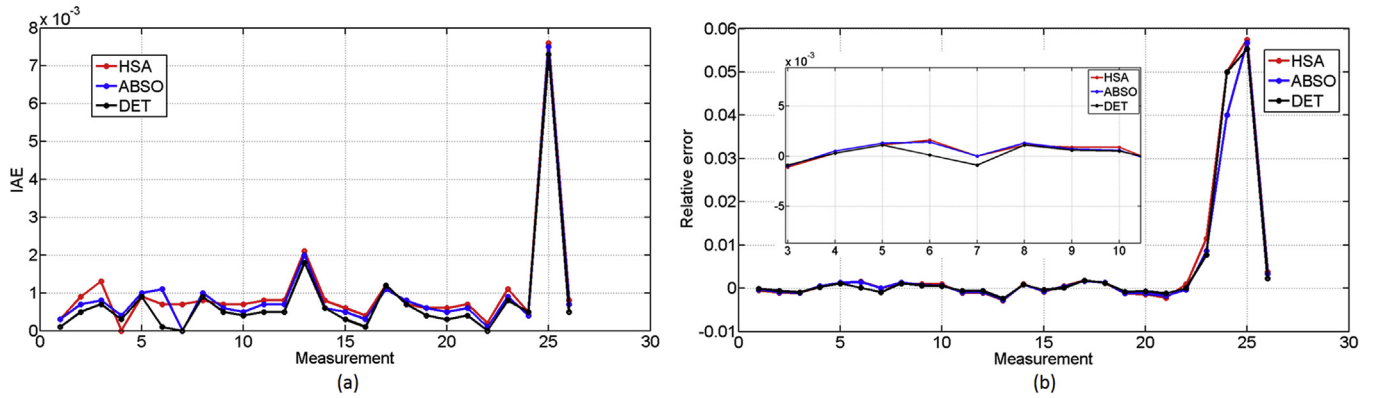 8 x 10⁻³
7
6
5
4
3
2
1
0
IAE
HSA
ABSO
DET
0 5 10 15 20 25 30
Measurement
(a)
0.06
0.05
0.04
0.03
0.02
0.01
0
-0.01
Relative error
x 10⁻³
5
0
-5
3 4 5 6 7 8 9 10
HSA
ABSO
DET
HSA
ABSO
DET
0 5 10 15 20 25 30
Measurement
(b)